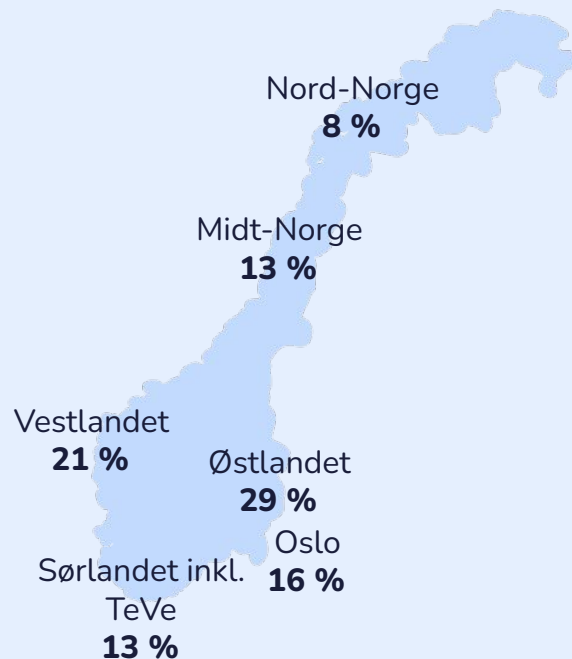 Nord-Norge
8 %
Midt-Norge
13 %
Vestlandet
21 %
Østlandet
29 %
Oslo
16 %
Sørlandet inkl.
TeVe
13 %